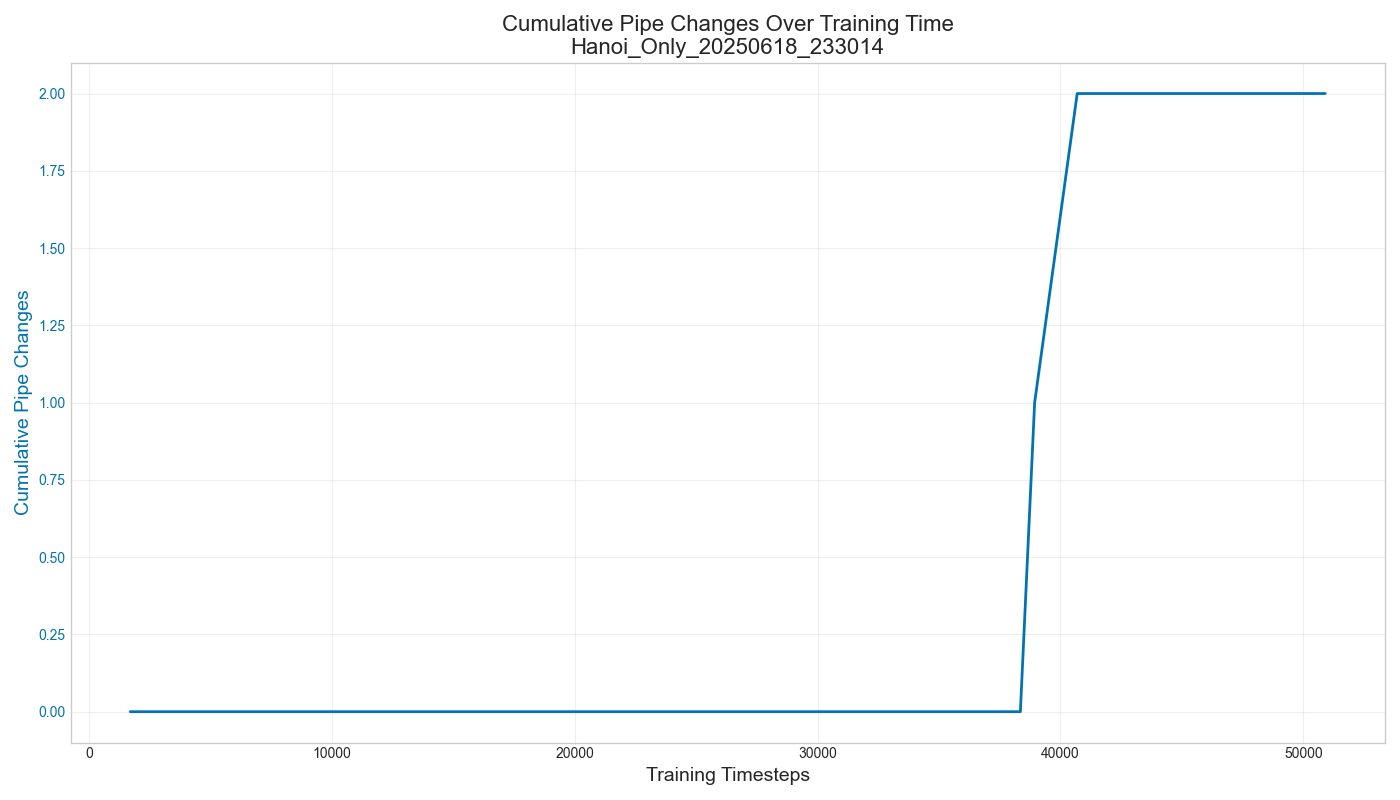 Cumulative Pipe Changes Over Training Time
Hanoi_Only_20250618_233014
Cumulative Pipe Changes
2.00
1.75
1.50
1.25
1.00
0.75
0.50
0.25
0.00
0 10000 20000 30000 40000 50000
Training Timesteps